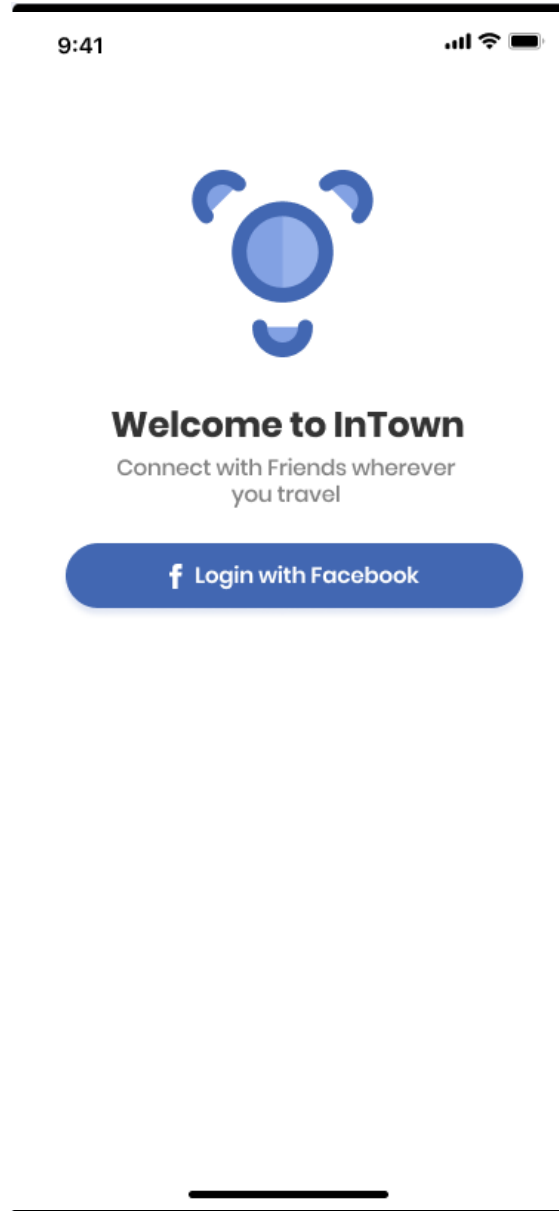 9:41
Welcome to InTown
Connect with Friends wherever
you travel
f Login with Facebook